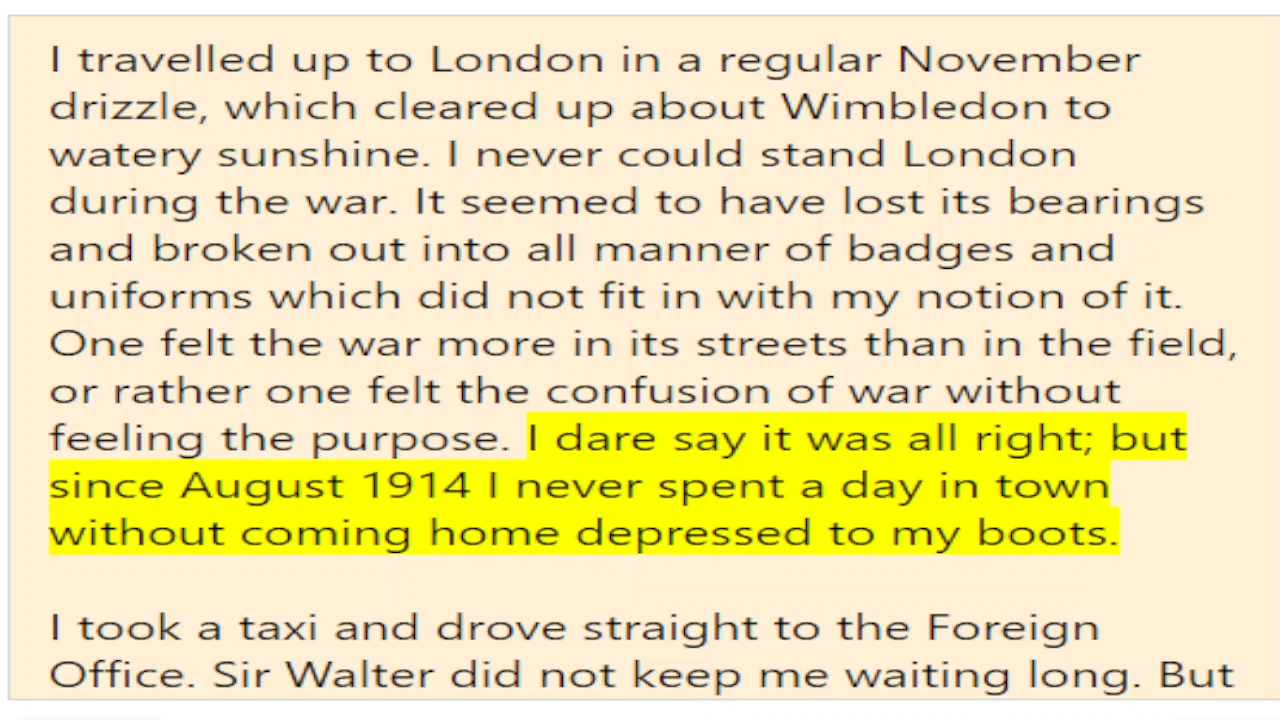 I travelled up to London in a regular November
drizzle, which cleared up about Wimbledon to
watery sunshine. I never could stand London
during the war. It seemed to have lost its bearings
and broken out into all manner of badges and
uniforms which did not fit in with my notion of it.
One felt the war more in its streets than in the field,
or rather one felt the confusion of war without
feeling the purpose. I dare say it was all right; but
since August 1914 I never spent a day in town
without coming home depressed to my boots.
I took a taxi and drove straight to the Foreign
Office. Sir Walter did not keep me waiting long. But